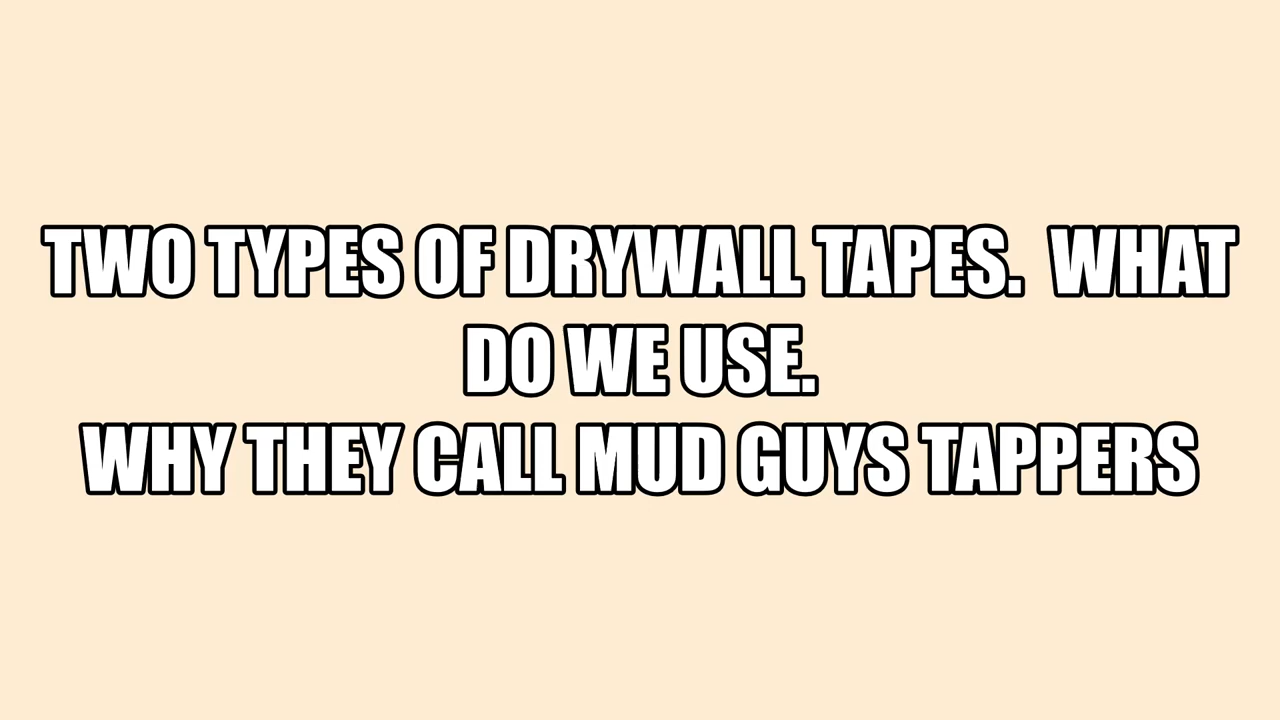 TWO TYPES OF DRYWALL TAPES.  WHAT
DO WE USE.
WHY THEY CALL MUD GUYS TAPPERS